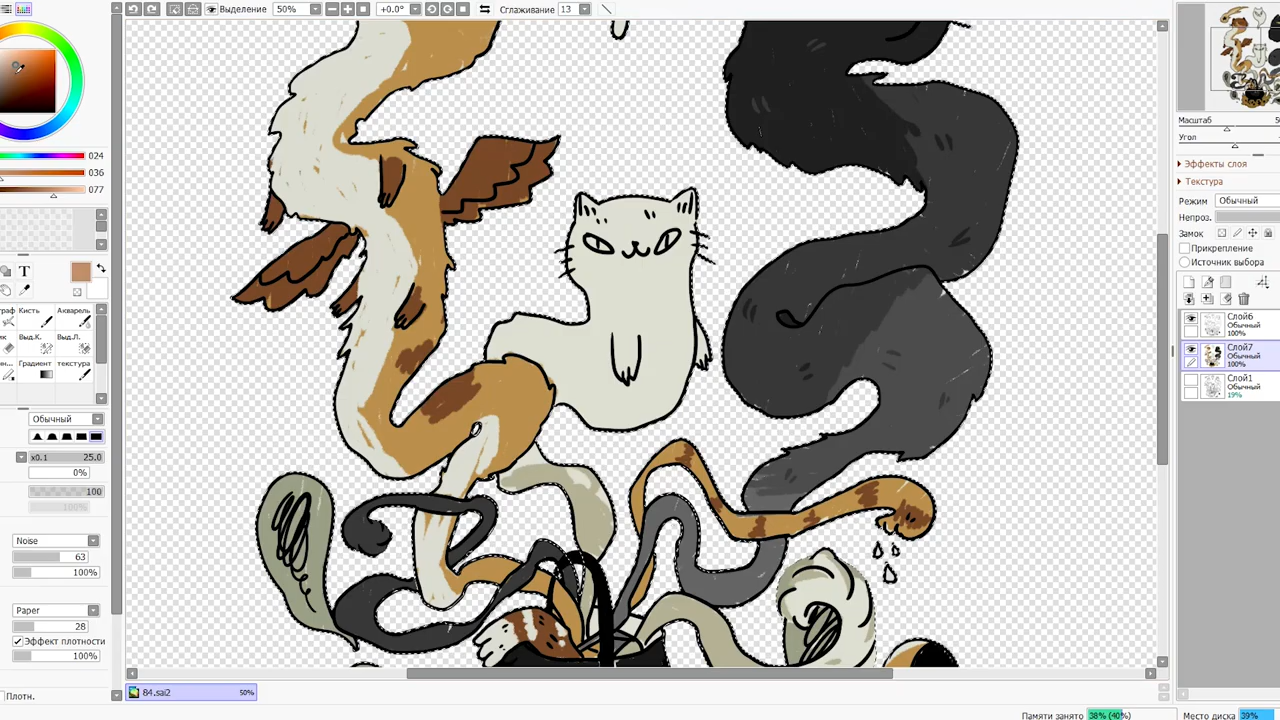 Выделение 50% +0.0° Сглаживание 13
024
036
077
T
Кисть Акварель
Выд.К. Выд.Л.
Градиент текстура
Обычный
x0.1 25.0
0%
100
100%
Noise
63
100%
Paper
28
Эффект плотности
100%
Плотн.
84.sai2 50%
Масштаб
Угол
Эффекты слоя
Текстура
Режим Обычный
Непроз.
Замок
Прикрепление
Источник выбора
Слой6
Обычный
100%
Слой7
Обычный
100%
Слой1
Обычный
19%
Памяти занято 38% (40%) Место диска 39%